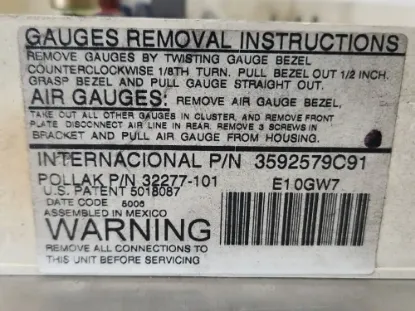 GAUGES REMOVAL INSTRUCTIONS
REMOVE GAUGES BY TWISTING GAUGE BEZEL
COUNTERCLOCKWISE 1/8TH TURN. PULL BEZEL OUT 1/2 INCH.
GRASP BEZEL AND PULL GAUGE STRAIGHT OUT.
AIR GAUGES: REMOVE AIR GAUGE BEZEL,
TAKE OUT ALL OTHER GAUGES IN CLUSTER, AND REMOVE FRONT
PLATE DISCONNECT AIR LINE IN REAR. REMOVE 3 SCREWS IN
BRACKET AND PULL AIR GAUGE FROM HOUSING.
INTERNACIONAL P/N 3592579C91
POLLAK P/N 32277-101 E10GW7
U.S. PATENT 5018087
DATE CODE 5006
ASSEMBLED IN MEXICO
WARNING
REMOVE ALL CONNECTIONS TO
THIS UNIT BEFORE SERVICING